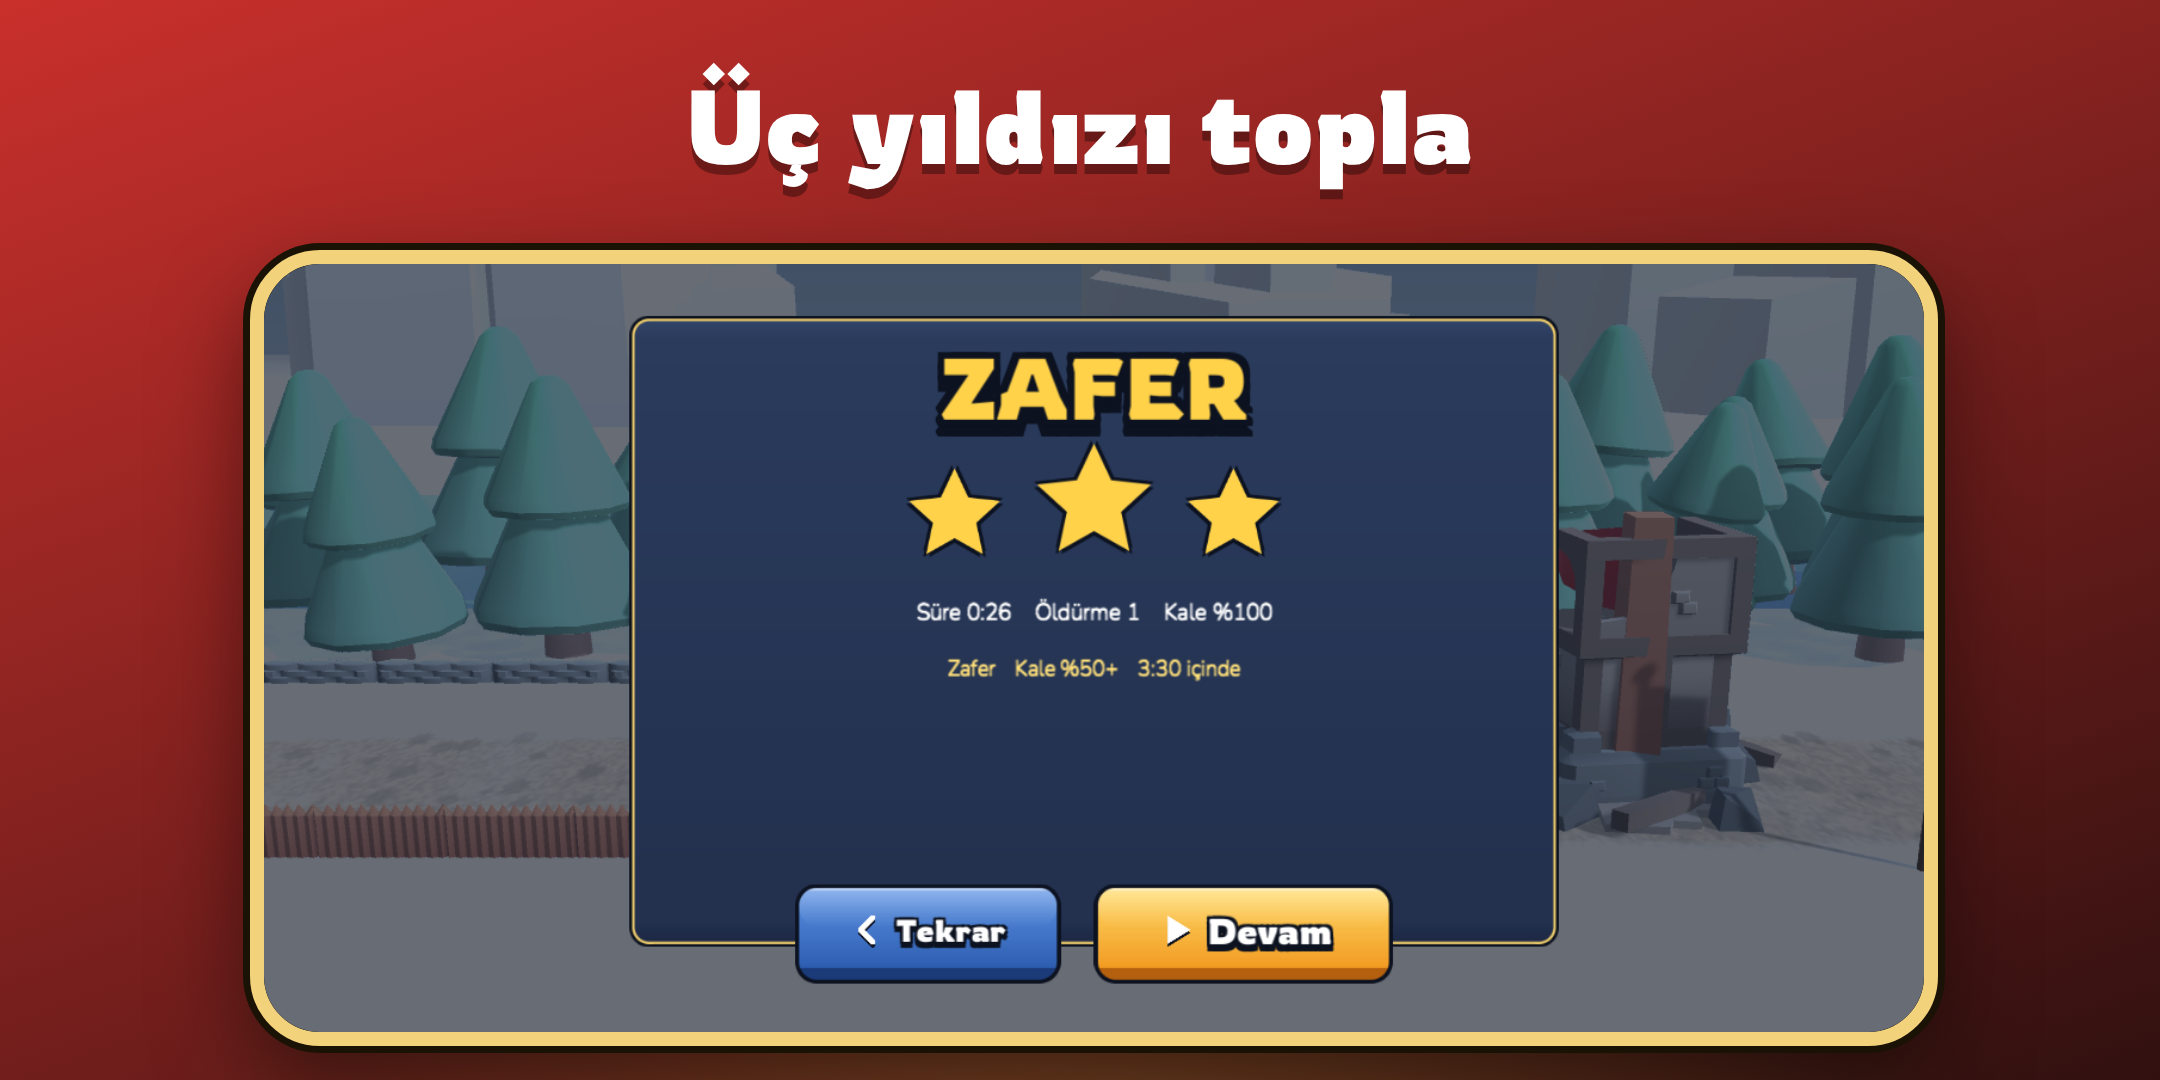 Üç yıldızı topla
ZAFER
Süre 0:26 Öldürme 1 Kale %100
Zafer Kale %50+ 3:30 içinde
Tekrar Devam